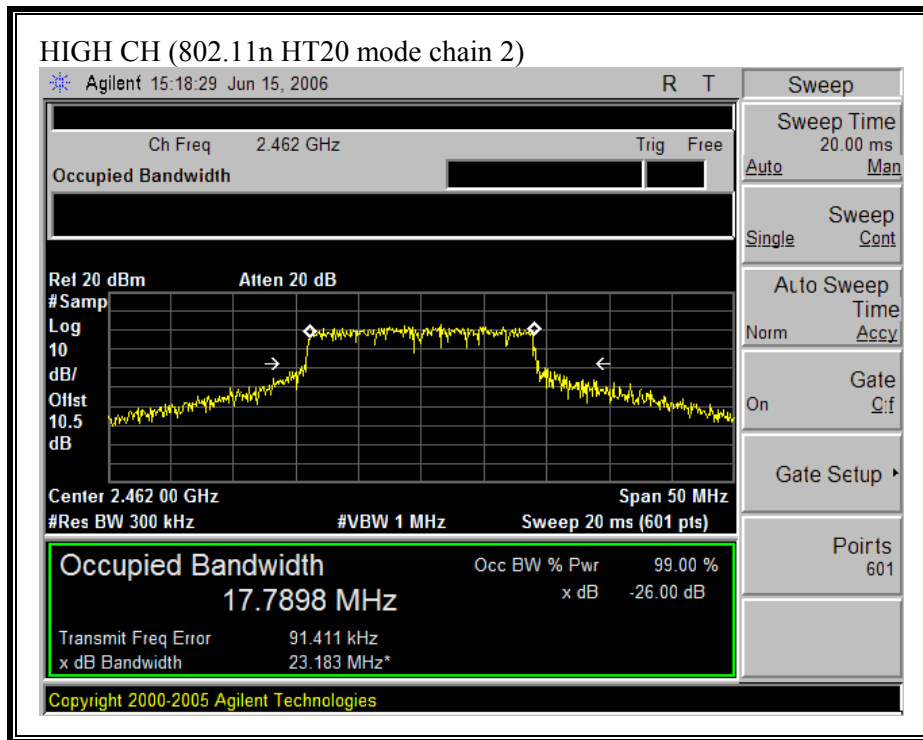 HIGH CH (802.11n HT20 mode chain 2)
Agilent 15:18:29 Jun 15, 2006 R T
Sweep
Ch Freq 2.462 GHz Trig Free
Occupied Bandwidth
Sweep Time
20.00 ms
Auto Man
Sweep
Single Cont
Auto Sweep
Time
Norm Accy
Gate
On Off
Gate Setup
Points
601
Ref 20 dBm Atten 20 dB
#Samp
Log
10
dB/
Offst
10.5
dB
Center 2.462 00 GHz Span 50 MHz
#Res BW 300 kHz #VBW 1 MHz Sweep 20 ms (601 pts)
Occupied Bandwidth
17.7898 MHz
Occ BW % Pwr 99.00 %
x dB -26.00 dB
Transmit Freq Error 91.411 kHz
x dB Bandwidth 23.183 MHz*
Copyright 2000-2005 Agilent Technologies